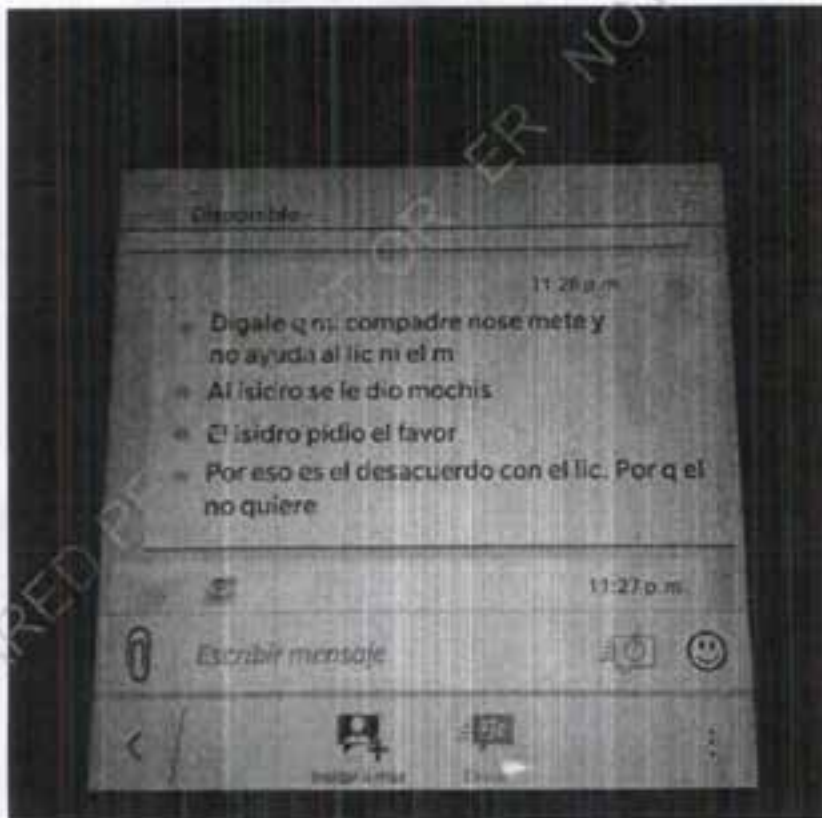 Disponible
11:26 p.m.
Digale q mi compadre nose mete y
no ayuda al lic ni el m
Al isidro se le dio mochis
El isidro pidio el favor
Por eso es el desacuerdo con el lic. Por q el
no quiere
11:27 p.m.
Escribir mensaje